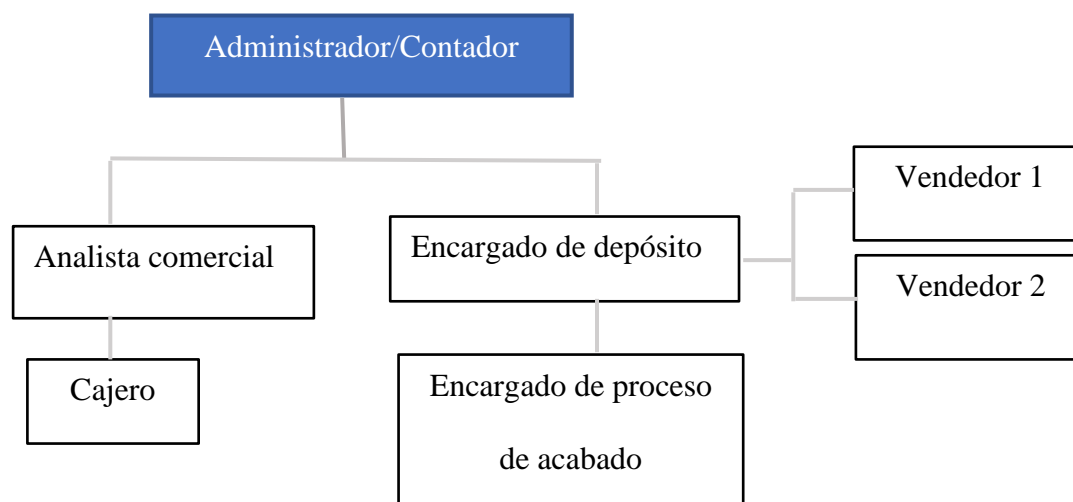 Administrador/Contador
Vendedor 1
Analista comercial
Encargado de depósito
Vendedor 2
Cajero
Encargado de proceso
de acabado